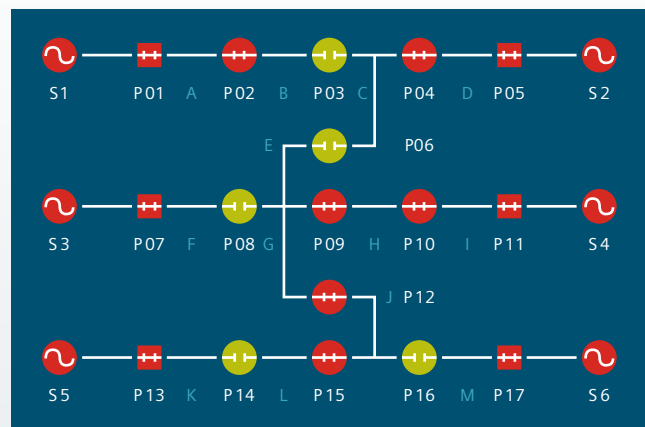 S1 P01 A P02 B P03 C P04 D P05 S2
E P06
S3 P07 F P08 G P09 H P10 I P11 S4
J P12
S5 P13 K P14 L P15 P16 M P17 S6